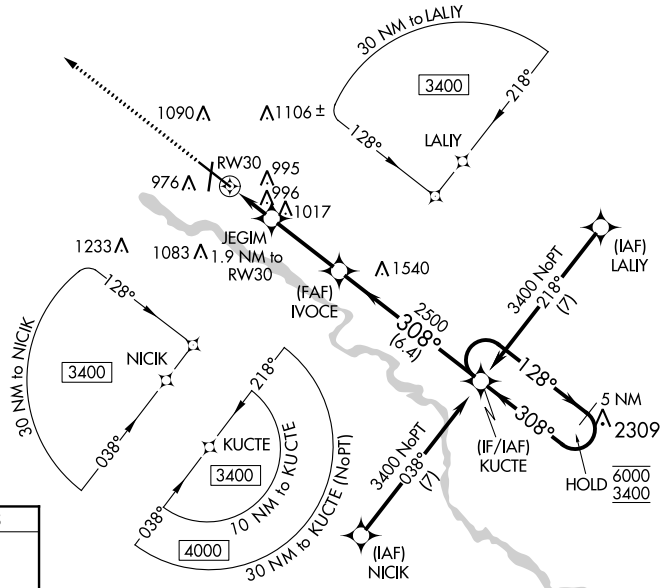 30 NM to LALIY
3400
218°
128°
LALIY
1090
1106 ±
RW30
995
976
996
1017
JEGIM
1.9 NM to
RW30
1233
1083
(FAF)
IVOCE
1540
(IAF)
LALIY
3400 NoPT
218°
(7)
2500
308°
(6.4)
128°
308°
5 NM
2309
HOLD
6000
3400
(IF/IAF)
KUCTE
3400 NoPT
038°
(7)
(IAF)
NICIK
30 NM to NICIK
128°
3400
NICIK
038°
218°
KUCTE
3400
038°
10 NM to KUCTE
4000
30 NM to KUCTE (NoPT)